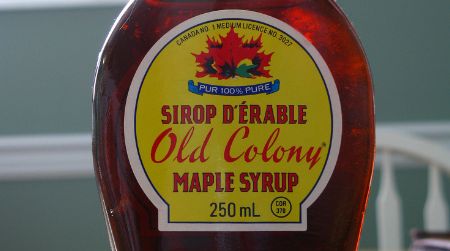 CANADA NO. 1 MEDIUM LICENCE NO. 3027
PUR 100% PURE
SIROP D'ÉRABLE
Old Colony
MAPLE SYRUP
250 mL
COR
378